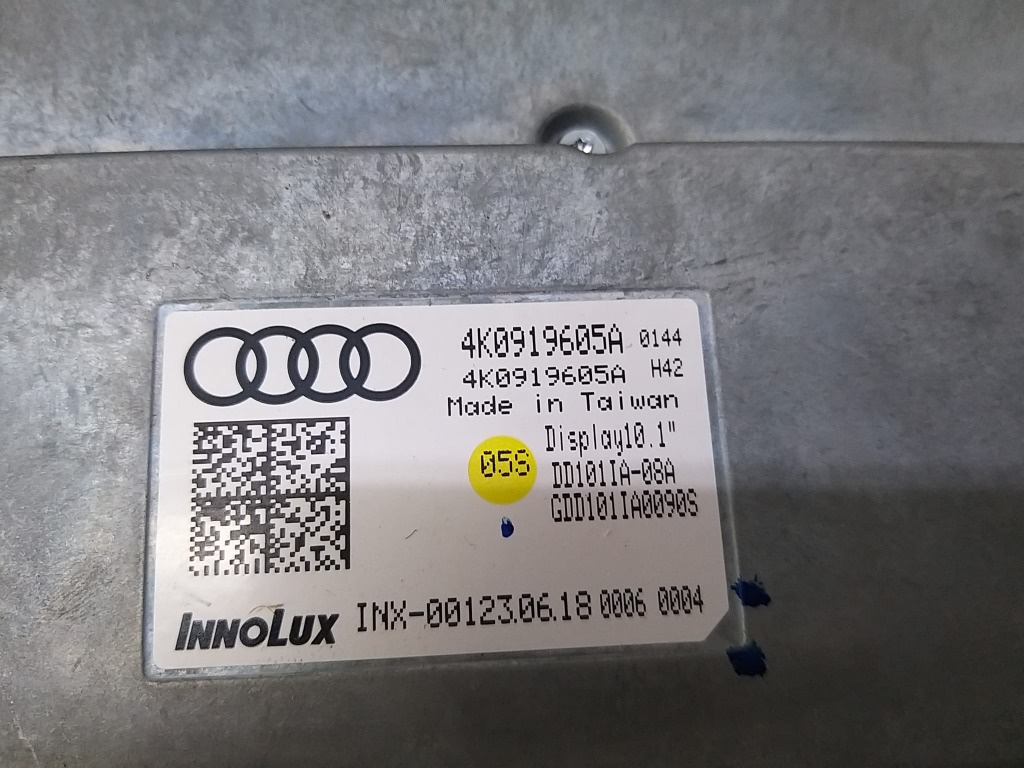 4K0919605A 0144
4K0919605A H42
Made in Taiwan
Display10.1"
05S
DD101IA-08A
GDD101IA0090S
INNOLUX INX-00123.06.18 0006 0004